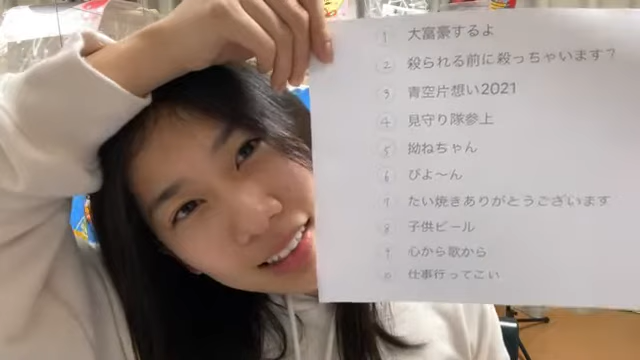 1 大富豪するよ
2 殺られる前に殺っちゃいます?
3 青空片想い2021
4 見守り隊参上
5 拗ねちゃん
6 ぴよ〜ん
7 たい焼きありがとうございます
8 子供ビール
9 心から歌から
10 仕事行ってこい